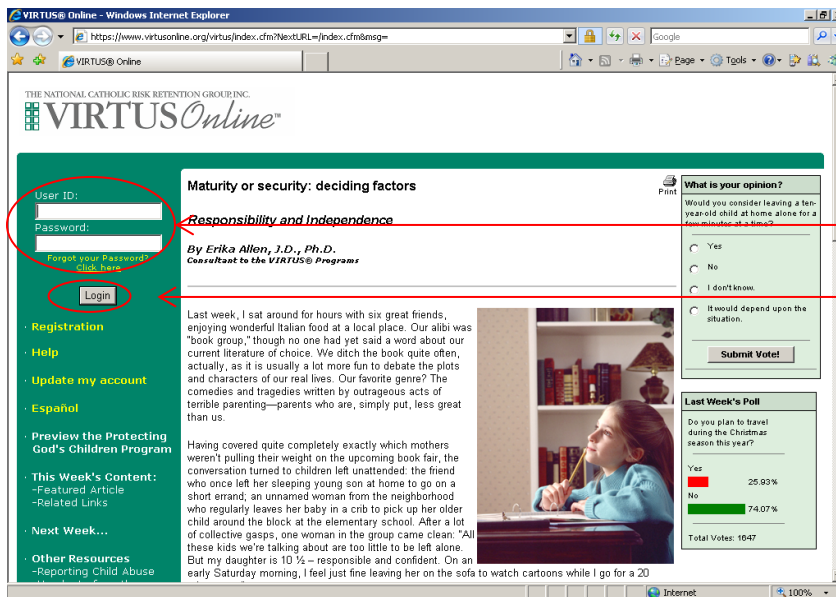 VIRTUS® Online - Windows Internet Explorer
https://www.virtusonline.org/virtus/index.cfm?NextURL=/index.cfm&msg=
Google
VIRTUS® Online
Page
Tools
THE NATIONAL CATHOLIC RISK RETENTION GROUP, INC.
VIRTUS Online™
User ID:
Password:
Forgot your Password?
Click here
Login
· Registration
· Help
· Update my account
· Español
· Preview the Protecting
God's Children Program
· This Week's Content:
-Featured Article
-Related Links
· Next Week...
· Other Resources
-Reporting Child Abuse
Maturity or security: deciding factors
Print
Responsibility and Independence
By Erika Allen, J.D., Ph.D.
Consultant to the VIRTUS® Programs
Last week, I sat around for hours with six great friends,
enjoying wonderful Italian food at a local place. Our alibi was
"book group," though no one had yet said a word about our
current literature of choice. We ditch the book quite often,
actually, as it is usually a lot more fun to debate the plots
and characters of our real lives. Our favorite genre? The
comedies and tragedies written by outrageous acts of
terrible parenting—parents who are, simply put, less great
than us.
Having covered quite completely exactly which mothers
weren't pulling their weight on the upcoming book fair, the
conversation turned to children left unattended: the friend
who once left her sleeping young son at home to go on a
short errand; an unnamed woman from the neighborhood
who regularly leaves her baby in a crib to pick up her older
child around the block at the elementary school. After a lot
of collective gasps, one woman in the group came clean: "All
these kids we're talking about are too little to be left alone.
But my daughter is 10 ½ – responsible and confident. On an
early Saturday morning, I feel just fine leaving her on the sofa to watch cartoons while I go for a 20
What is your opinion?
Would you consider leaving a ten-
year-old child at home alone for a
few minutes at a time?
Yes
No
I don't know.
It would depend upon the
situation.
Submit Vote!
Last Week's Poll
Do you plan to travel
during the Christmas
season this year?
Yes
25.93%
No
74.07%
Total Votes: 1647
Internet
100%